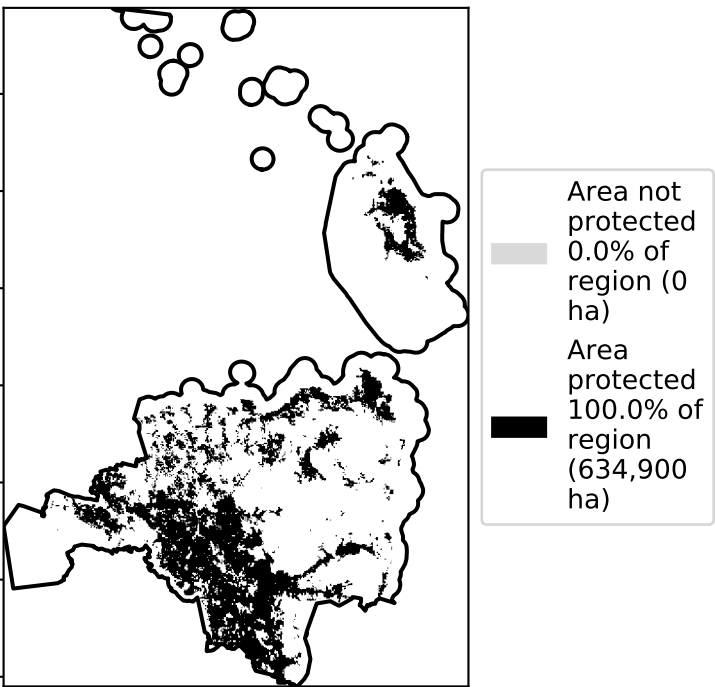 Area not
protected
0.0% of
region (0
ha)
Area
protected
100.0% of
region
(634,900
ha)